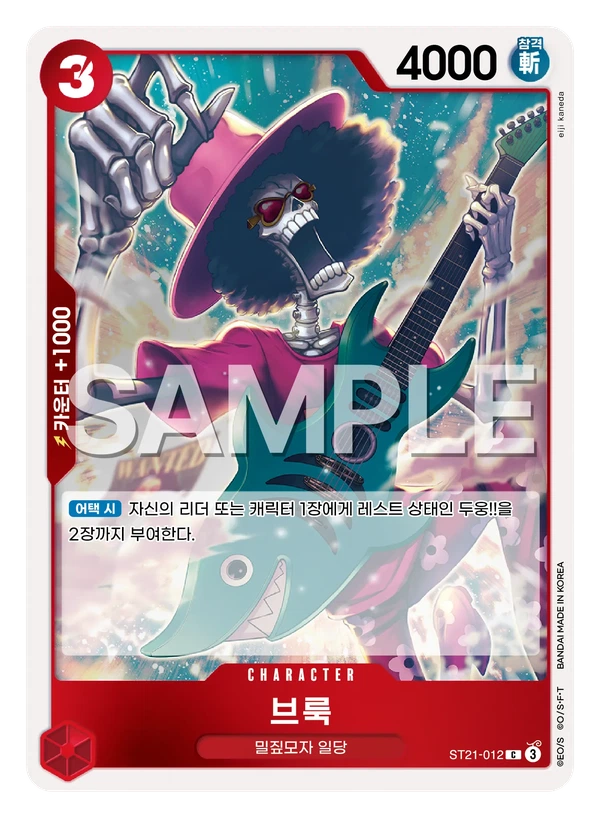 3
4000
참격
斬
eiji kaneda
카운터 +1000
SAMPLE
WANTED
어택 시 자신의 리더 또는 캐릭터 1장에게 레스트 상태인 두웅!!을
2장까지 부여한다.
CHARACTER
브룩
밀짚모자 일당
ST21-012 C 3
©EO/S ©O/S·F·T BANDAI MADE IN KOREA